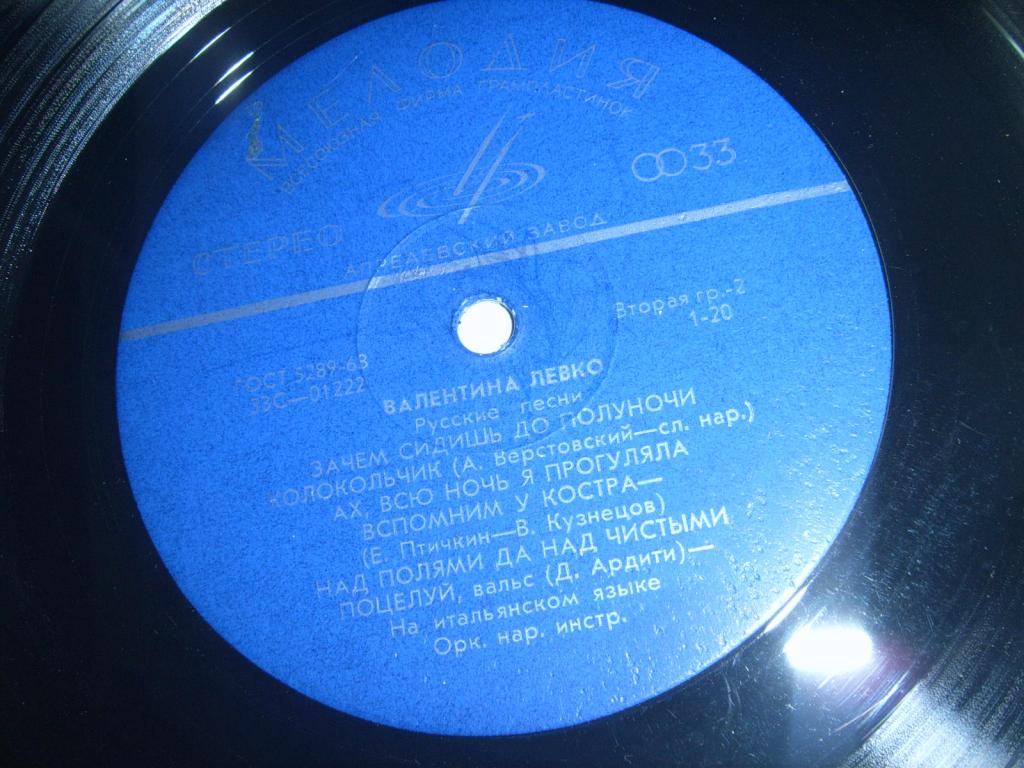 МЕЛОДИЯ
ВСЕСОЮЗНАЯ ФИРМА ГРАМПЛАСТИНОК
33
СТЕРЕО
АПРЕЛЕВСКИЙ ЗАВОД
Вторая гр.-2
1-20
ГОСТ 5289-68
33С—01222
ВАЛЕНТИНА ЛЕВКО
Русские песни
ЗАЧЕМ СИДИШЬ ДО ПОЛУНОЧИ
КОЛОКОЛЬЧИК (А. Верстовский—сл. нар.)
АХ, ВСЮ НОЧЬ Я ПРОГУЛЯЛА
ВСПОМНИМ У КОСТРА—
(Е. Птичкин—В. Кузнецов)
НАД ПОЛЯМИ ДА НАД ЧИСТЫМИ
ПОЦЕЛУЙ, вальс (Д. Ардити)—
На итальянском языке
Орк. нар. инстр.